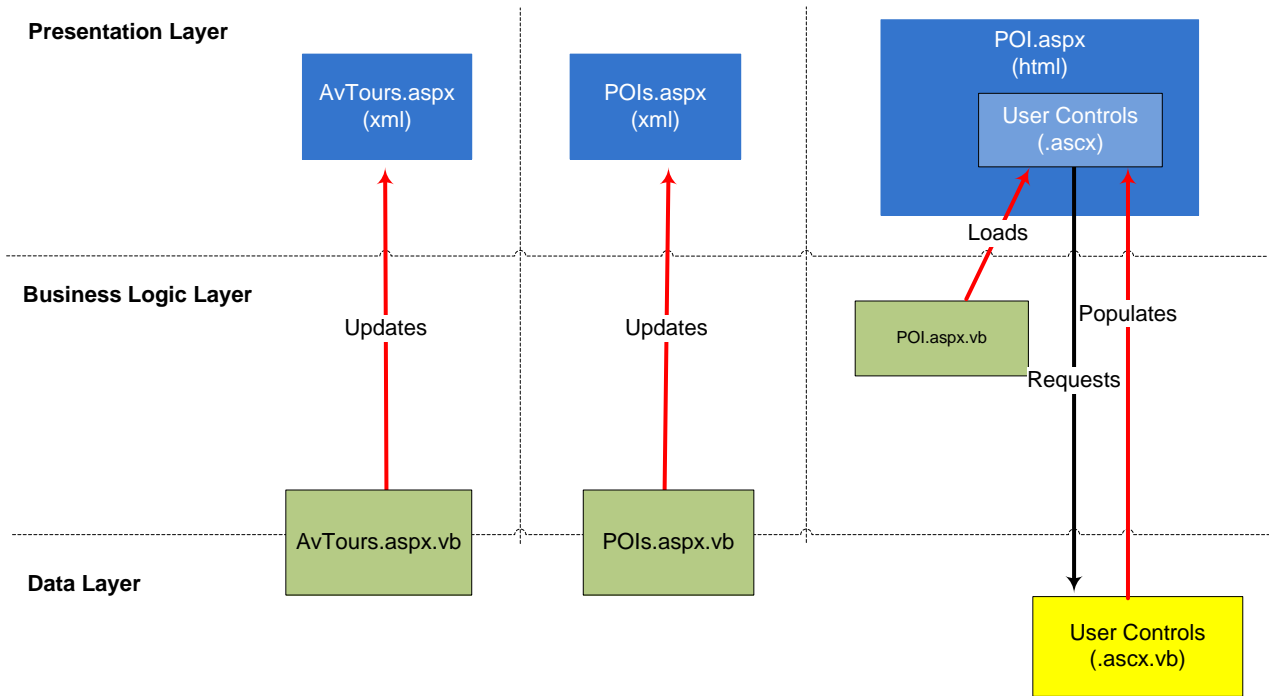 Presentation Layer
AvTours.aspx
(xml)
POIs.aspx
(xml)
POI.aspx
(html)
User Controls
(.ascx)
Loads
Business Logic Layer
Updates
Updates
POI.aspx.vb
Populates
Requests
AvTours.aspx.vb
POIs.aspx.vb
Data Layer
User Controls
(.ascx.vb)